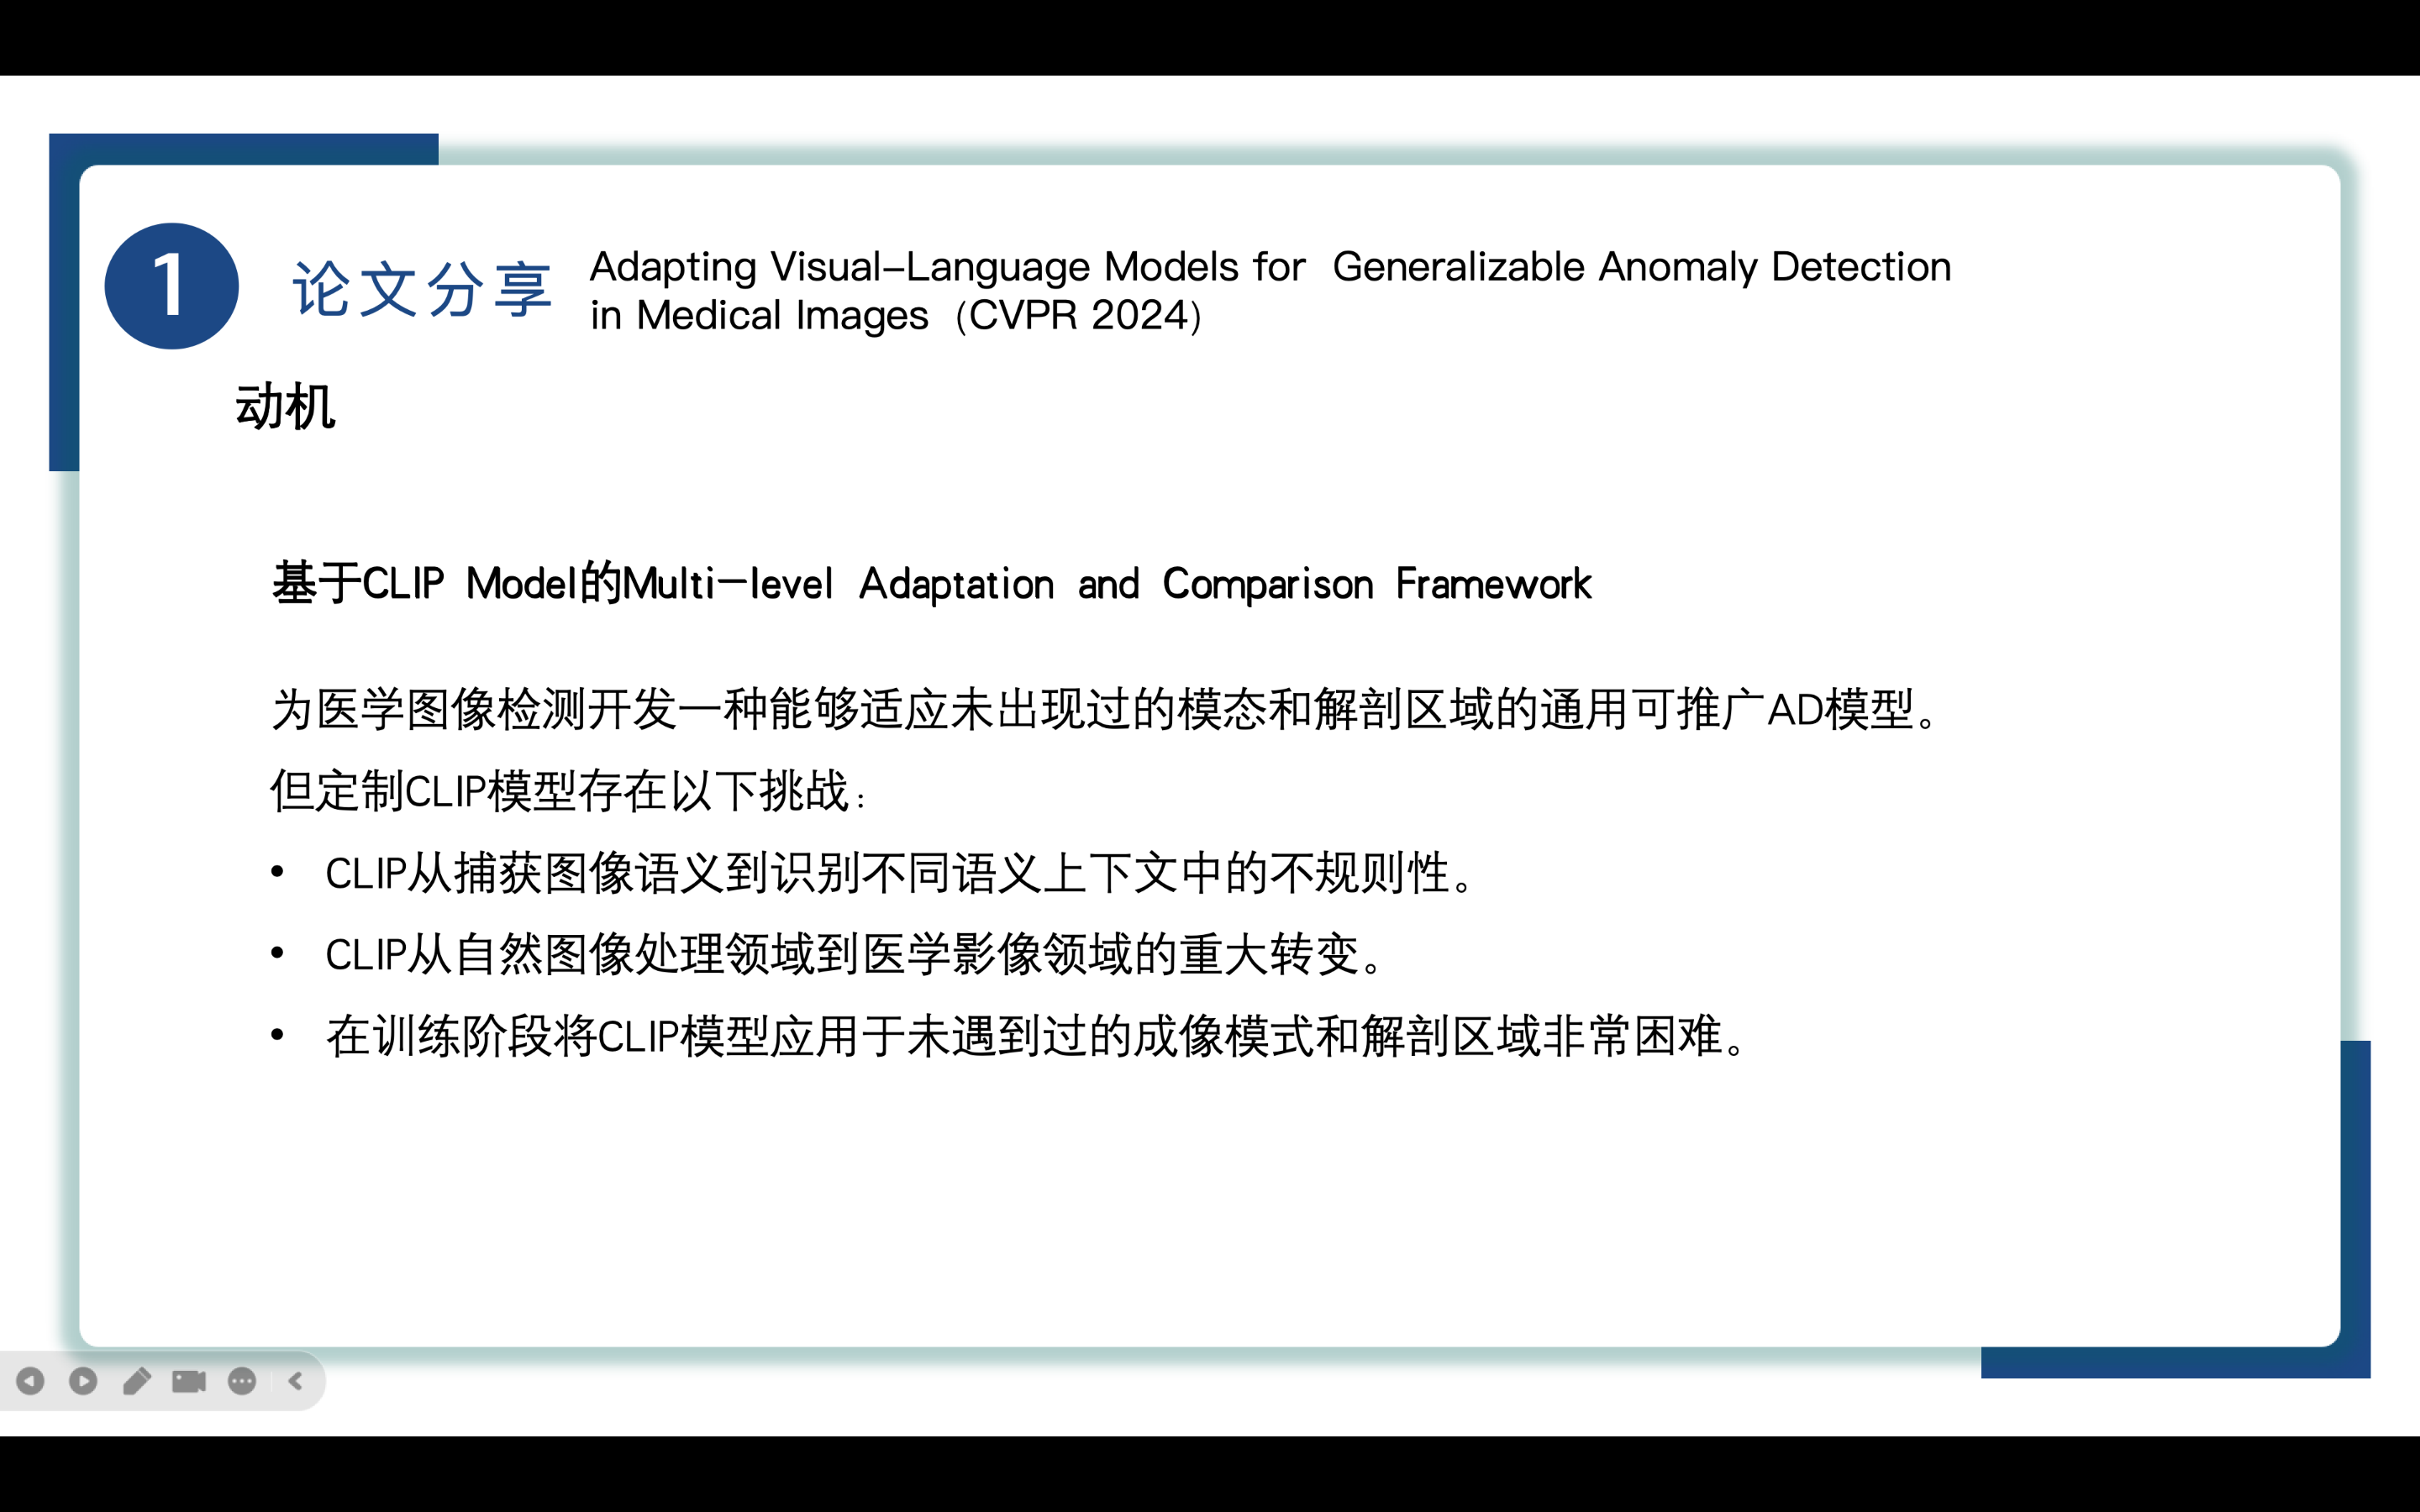 1
论文分享
Adapting Visual-Language Models for Generalizable Anomaly Detection
in Medical Images（CVPR 2024）
动机
基于CLIP Model的Multi-level Adaptation and Comparison Framework
为医学图像检测开发一种能够适应未出现过的模态和解剖区域的通用可推广AD模型。
但定制CLIP模型存在以下挑战：
• CLIP从捕获图像语义到识别不同语义上下文中的不规则性。
• CLIP从自然图像处理领域到医学影像领域的重大转变。
• 在训练阶段将CLIP模型应用于未遇到过的成像模式和解剖区域非常困难。